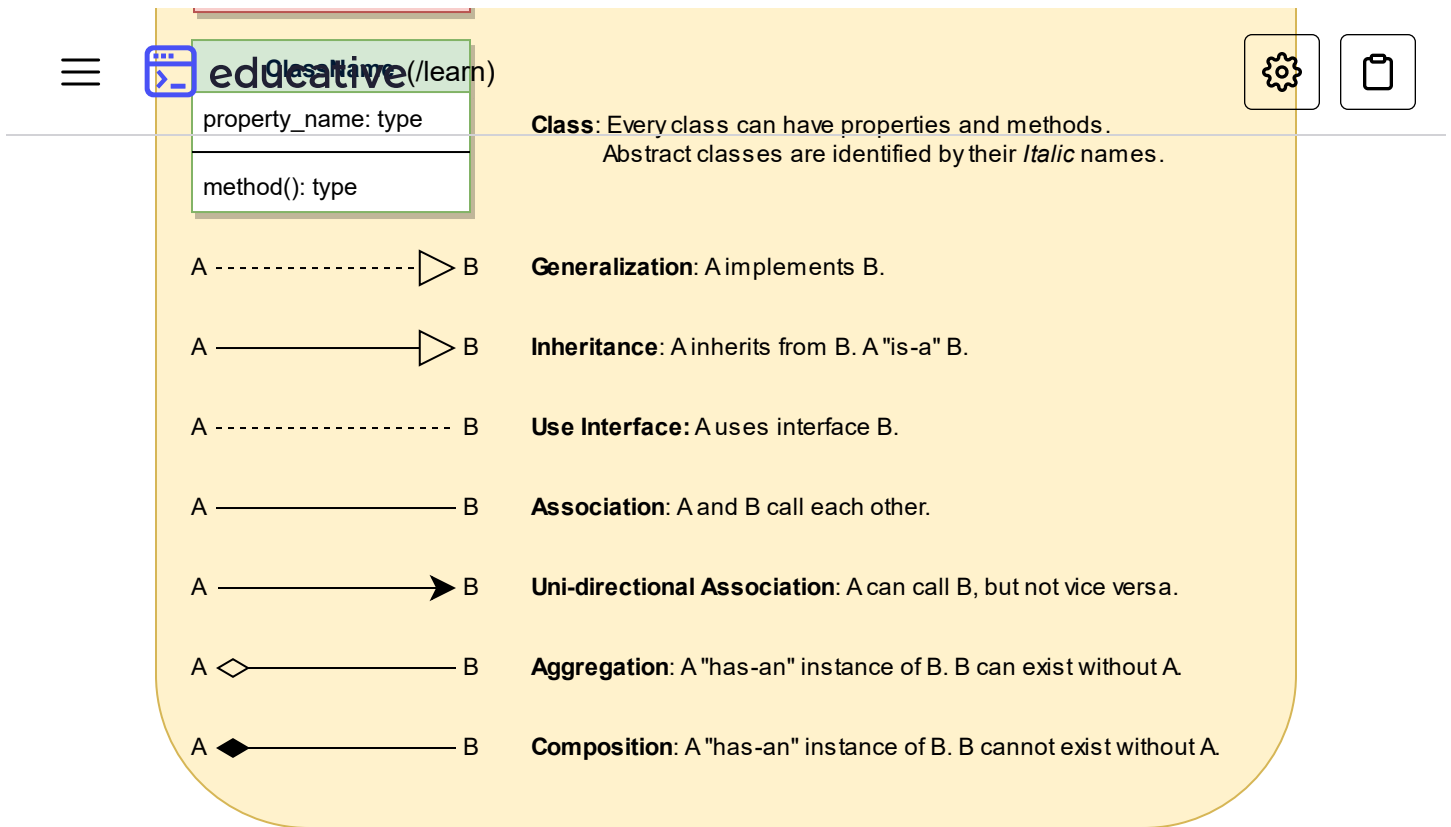 ClassName
educative(/learn)
property_name: type
method(): type
Class: Every class can have properties and methods.
Abstract classes are identified by their Italic names.
A B Generalization: A implements B.
A B Inheritance: A inherits from B. A "is-a" B.
A B Use Interface: A uses interface B.
A B Association: A and B call each other.
A B Uni-directional Association: A can call B, but not vice versa.
A B Aggregation: A "has-an" instance of B. B can exist without A.
A B Composition: A "has-an" instance of B. B cannot exist without A.